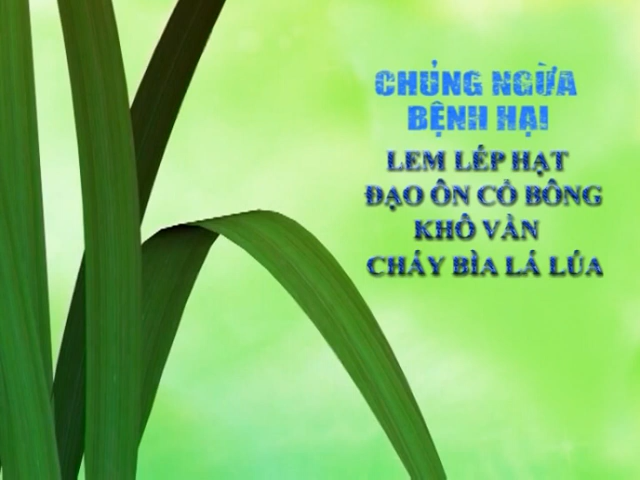 CHỦNG NGỪA
BỆNH HẠI
LEM LÉP HẠT
ĐẠO ÔN CỔ BÔNG
KHÔ VẰN
CHÁY BÌA LÁ LÚA